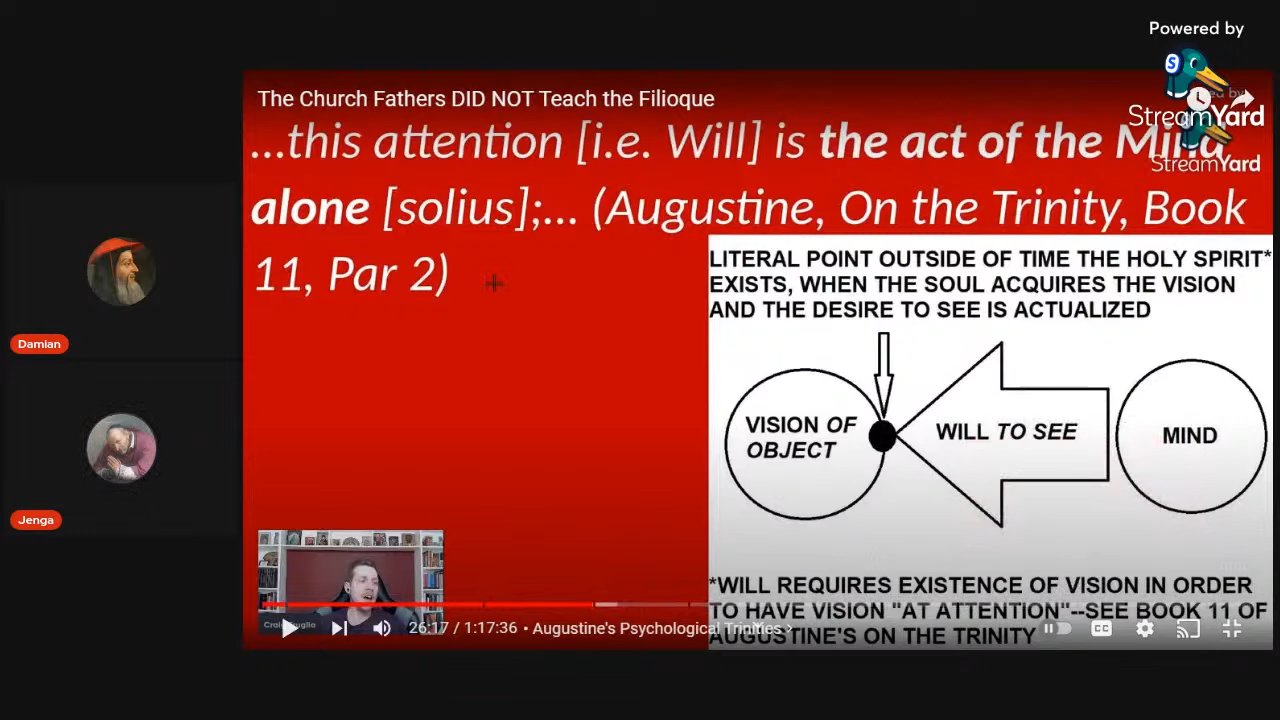 Powered by
StreamYard
StreamYard
The Church Fathers DID NOT Teach the Filioque
...this attention [i.e. Will] is the act of the Mind
alone [solius];... (Augustine, On the Trinity, Book
11, Par 2)
LITERAL POINT OUTSIDE OF TIME THE HOLY SPIRIT*
EXISTS, WHEN THE SOUL ACQUIRES THE VISION
AND THE DESIRE TO SEE IS ACTUALIZED
VISION OF
OBJECT
WILL TO SEE
MIND
*WILL REQUIRES EXISTENCE OF VISION IN ORDER
TO HAVE VISION "AT ATTENTION"--SEE BOOK 11 OF
AUGUSTINE'S ON THE TRINITY
Damian
Jenga
26:17 / 1:17:36 • Augustine's Psychological Trinities >
CC